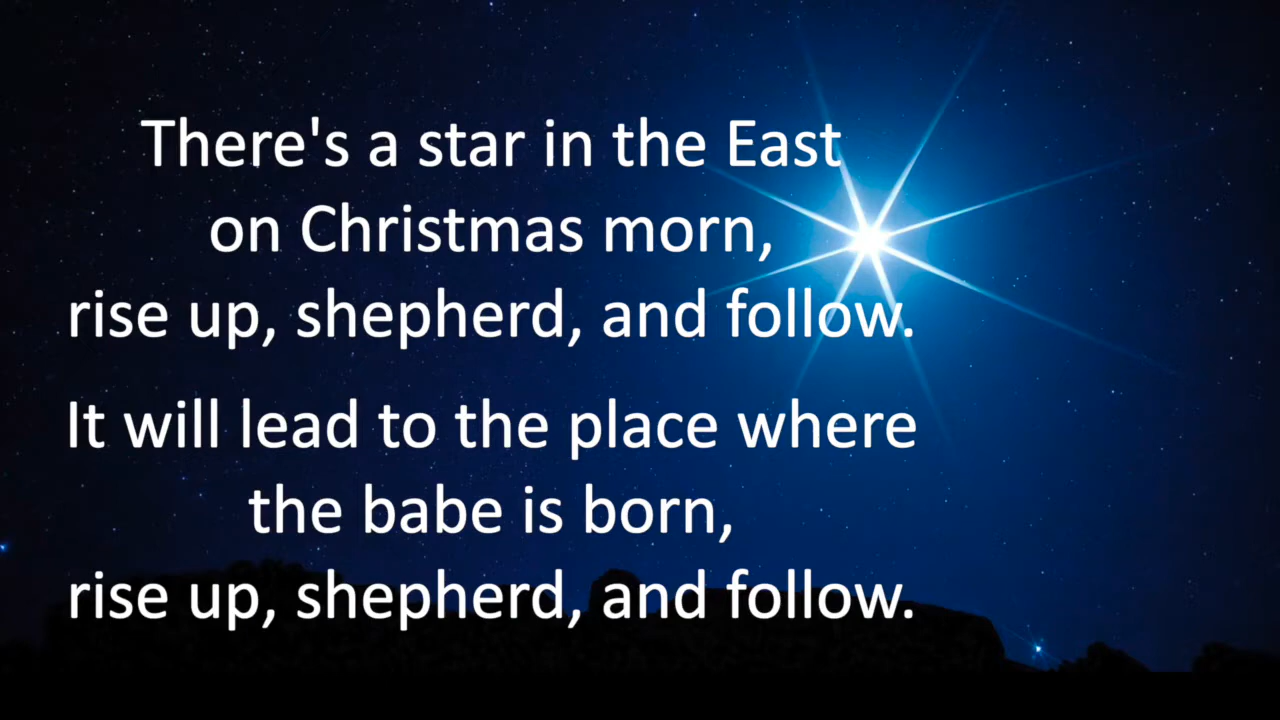 There's a star in the East
on Christmas morn,
rise up, shepherd, and follow.
It will lead to the place where
the babe is born,
rise up, shepherd, and follow.